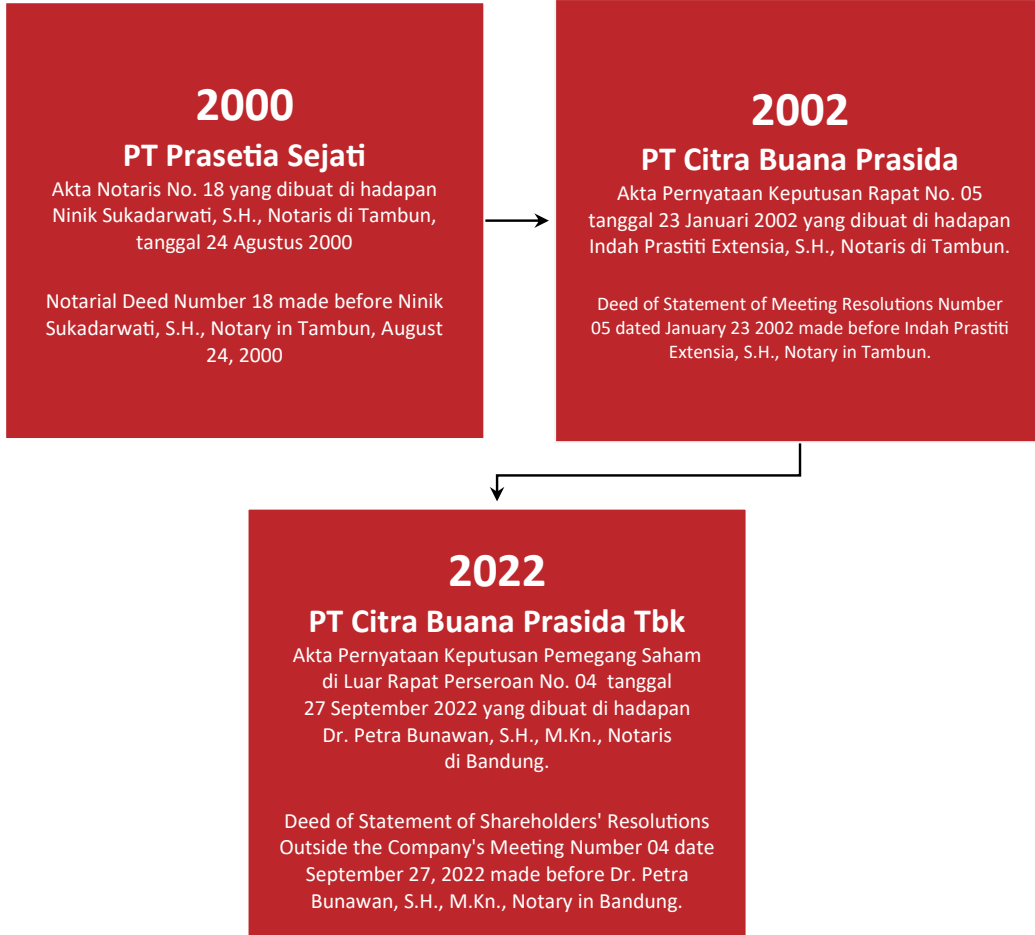 2000
PT Prasetia Sejati
Akta Notaris No. 18 yang dibuat di hadapan
Ninik Sukadarwati, S.H., Notaris di Tambun,
tanggal 24 Agustus 2000
Notarial Deed Number 18 made before Ninik
Sukadarwati, S.H., Notary in Tambun, August
24, 2000
2002
PT Citra Buana Prasida
Akta Pernyataan Keputusan Rapat No. 05
tanggal 23 Januari 2002 yang dibuat di hadapan
Indah Prastiti Extensia, S.H., Notaris di Tambun.
Deed of Statement of Meeting Resolutions Number
05 dated January 23 2002 made before Indah Prastiti
Extensia, S.H., Notary in Tambun.
2022
PT Citra Buana Prasida Tbk
Akta Pernyataan Keputusan Pemegang Saham
di Luar Rapat Perseroan No. 04 tanggal
27 September 2022 yang dibuat di hadapan
Dr. Petra Bunawan, S.H., M.Kn., Notaris
di Bandung.
Deed of Statement of Shareholders' Resolutions
Outside the Company's Meeting Number 04 date
September 27, 2022 made before Dr. Petra
Bunawan, S.H., M.Kn., Notary in Bandung.